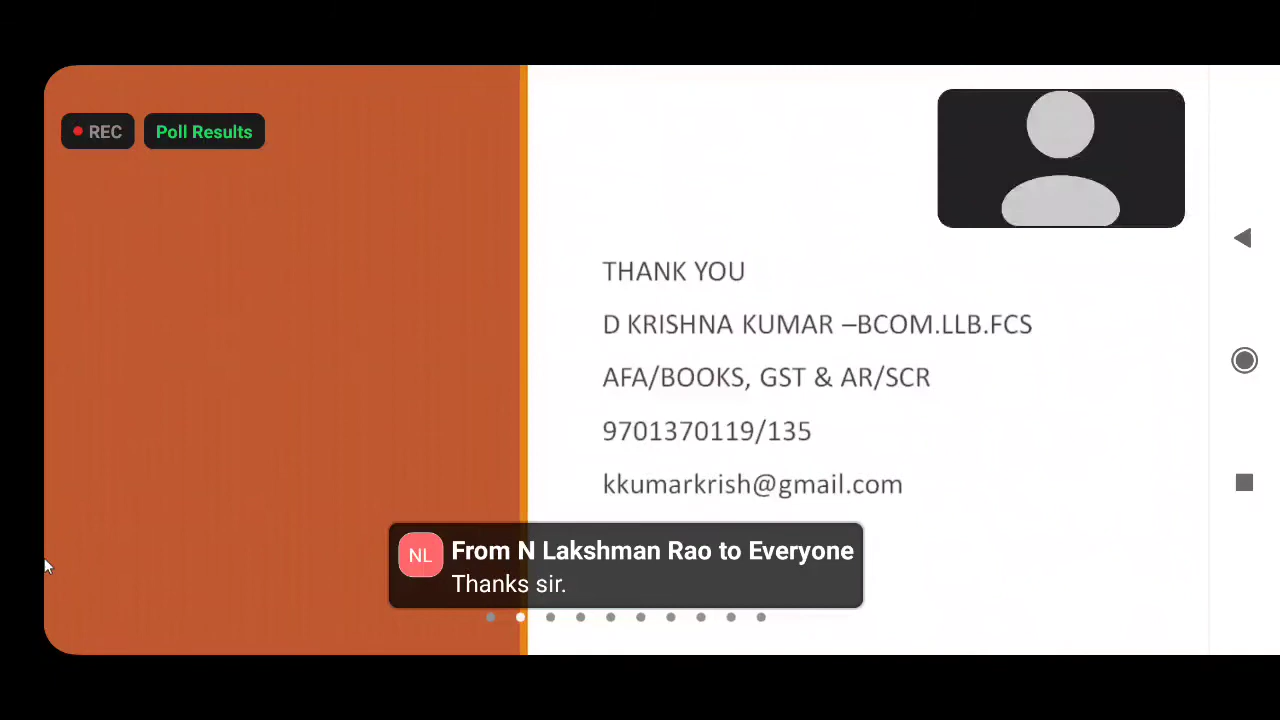 REC
Poll Results
THANK YOU
D KRISHNA KUMAR –BCOM.LLB.FCS
AFA/BOOKS, GST & AR/SCR
9701370119/135
kkumarkrish@gmail.com
NL
From N Lakshman Rao to Everyone
Thanks sir.